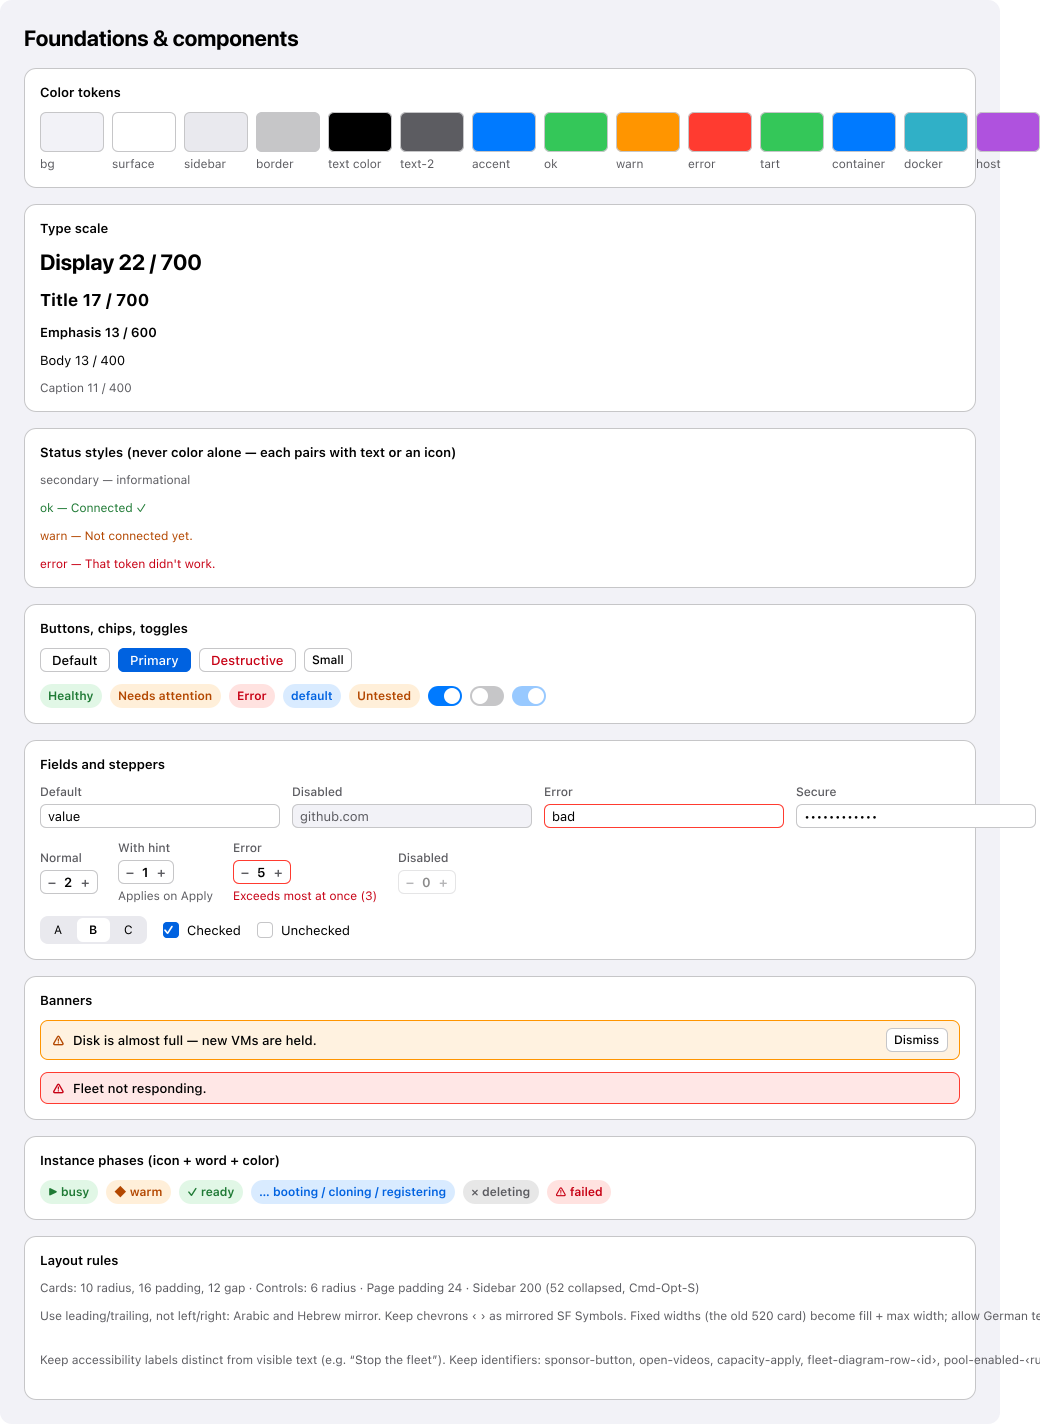 Foundations & components
Color tokens
bg surface sidebar border text color text-2 accent ok warn error tart container docker host
Type scale
Display 22 / 700
Title 17 / 700
Emphasis 13 / 600
Body 13 / 400
Caption 11 / 400
Status styles (never color alone — each pairs with text or an icon)
secondary — informational
ok — Connected ✓
warn — Not connected yet.
error — That token didn't work.
Buttons, chips, toggles
Default Primary Destructive Small
Healthy Needs attention Error default Untested
Fields and steppers
Default Disabled Error Secure
value github.com bad ••••••••••••
Normal With hint Error Disabled
− 2 + − 1 + − 5 + − 0 +
Applies on Apply Exceeds most at once (3)
A B C ✓ Checked Unchecked
Banners
⚠ Disk is almost full — new VMs are held. Dismiss
⚠ Fleet not responding.
Instance phases (icon + word + color)
▶ busy ◆ warm ✓ ready … booting / cloning / registering × deleting ⚠ failed
Layout rules
Cards: 10 radius, 16 padding, 12 gap · Controls: 6 radius · Page padding 24 · Sidebar 200 (52 collapsed, Cmd-Opt-S)
Use leading/trailing, not left/right: Arabic and Hebrew mirror. Keep chevrons ‹ › as mirrored SF Symbols. Fixed widths (the old 520 card) become fill + max width; allow German
Keep accessibility labels distinct from visible text (e.g. “Stop the fleet”). Keep identifiers: sponsor-button, open-videos, capacity-apply, fleet-diagram-row-‹id›, pool-enabled-‹ru